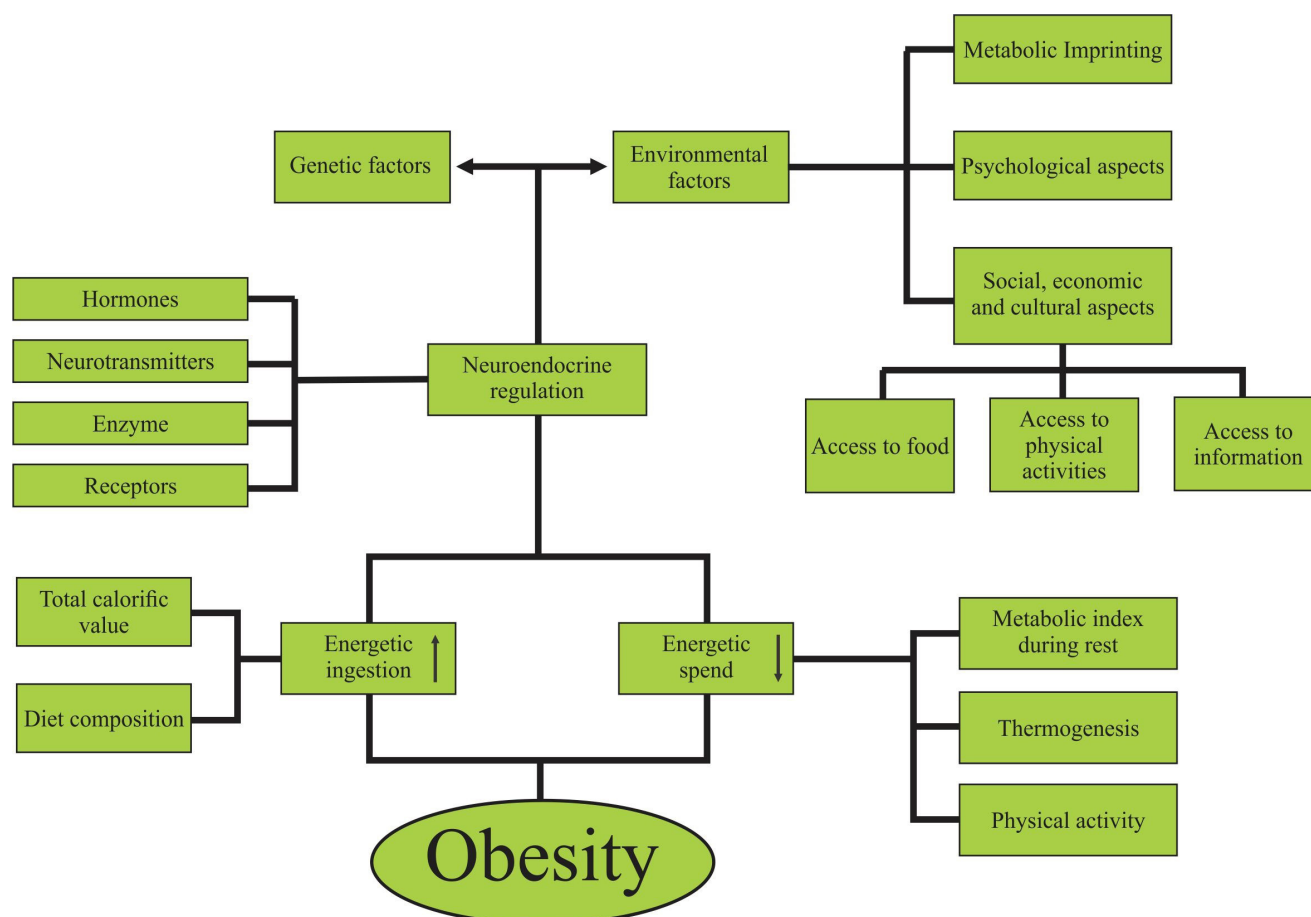 Metabolic Imprinting
Genetic factors
Environmental
factors
Psychological aspects
Social, economic
and cultural aspects
Hormones
Neurotransmitters
Enzyme
Receptors
Neuroendocrine
regulation
Access to food
Access to
physical
activities
Access to
information
Total calorific
value
Diet composition
Energetic
ingestion
Energetic
spend
Metabolic index
during rest
Thermogenesis
Physical activity
Obesity